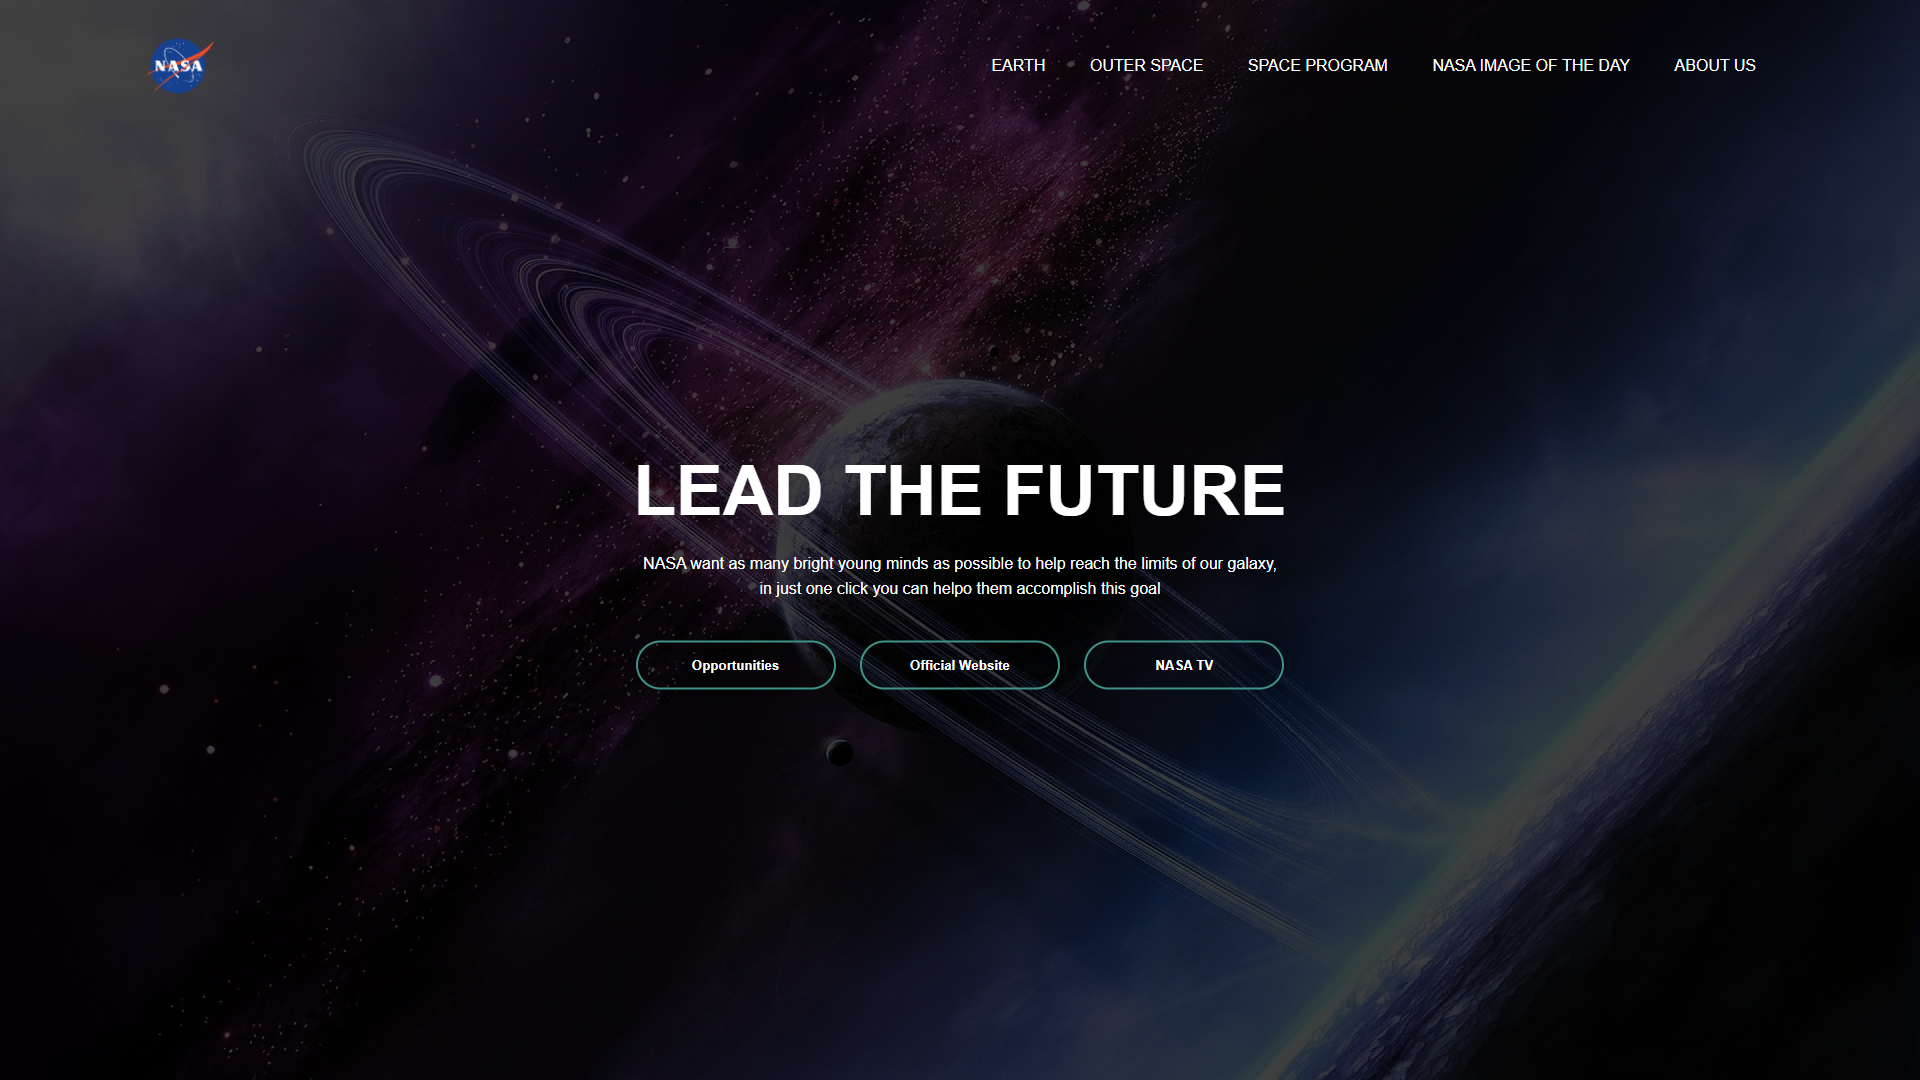 NASA
EARTH OUTER SPACE SPACE PROGRAM NASA IMAGE OF THE DAY ABOUT US
LEAD THE FUTURE
NASA want as many bright young minds as possible to help reach the limits of our galaxy,
in just one click you can helpo them accomplish this goal
Opportunities Official Website NASA TV